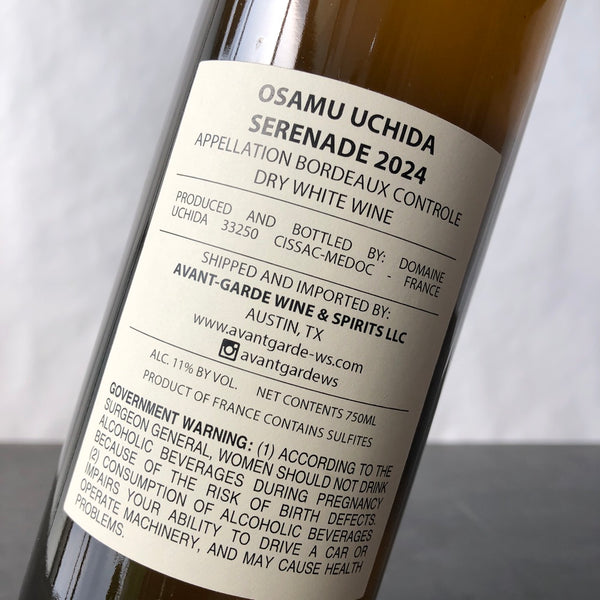 OSAMU UCHIDA
SERENADE 2024
APPELLATION BORDEAUX CONTROLE
DRY WHITE WINE
PRODUCED AND BOTTLED BY: DOMAINE
UCHIDA 33250 CISSAC-MEDOC - FRANCE
SHIPPED AND IMPORTED BY:
AVANT-GARDE WINE & SPIRITS LLC
AUSTIN, TX
www.avantgarde-ws.com
avantgardews
ALC. 11% BY VOL. NET CONTENTS 750ML
PRODUCT OF FRANCE CONTAINS SULFITES
GOVERNMENT WARNING: (1) ACCORDING TO THE
SURGEON GENERAL, WOMEN SHOULD NOT DRINK
ALCOHOLIC BEVERAGES DURING PREGNANCY
BECAUSE OF THE RISK OF BIRTH DEFECTS.
(2) CONSUMPTION OF ALCOHOLIC BEVERAGES
IMPAIRS YOUR ABILITY TO DRIVE A CAR OR
OPERATE MACHINERY, AND MAY CAUSE HEALTH
PROBLEMS.